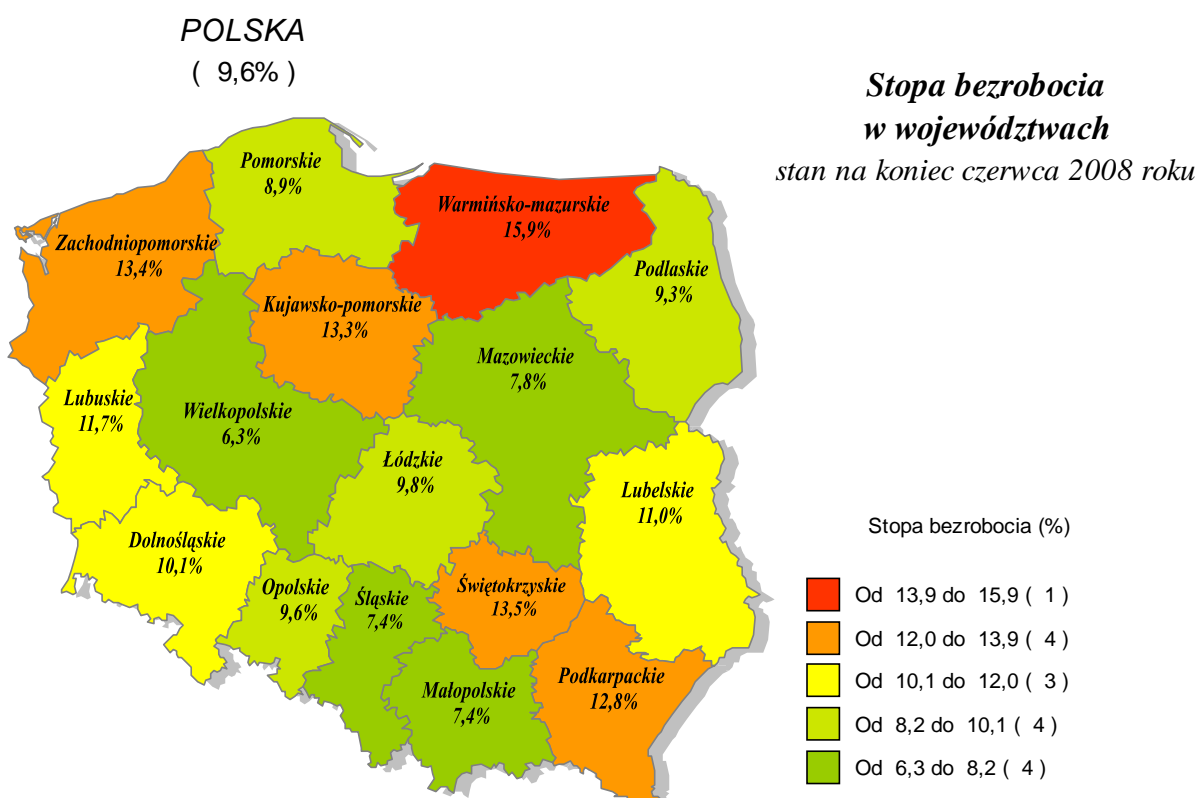 POLSKA
( 9,6% )
Stopa bezrobocia
w województwach
stan na koniec czerwca 2008 roku
Pomorskie
8,9%
Warmińsko-mazurskie
15,9%
Zachodniopomorskie
13,4%
Podlaskie
9,3%
Kujawsko-pomorskie
13,3%
Mazowieckie
7,8%
Lubuskie
11,7%
Wielkopolskie
6,3%
Łódzkie
9,8%
Lubelskie
11,0%
Dolnośląskie
10,1%
Opolskie
9,6%
Śląskie
7,4%
Świętokrzyskie
13,5%
Małopolskie
7,4%
Podkarpackie
12,8%
Stopa bezrobocia (%)
Od 13,9 do 15,9 ( 1 )
Od 12,0 do 13,9 ( 4 )
Od 10,1 do 12,0 ( 3 )
Od 8,2 do 10,1 ( 4 )
Od 6,3 do 8,2 ( 4 )